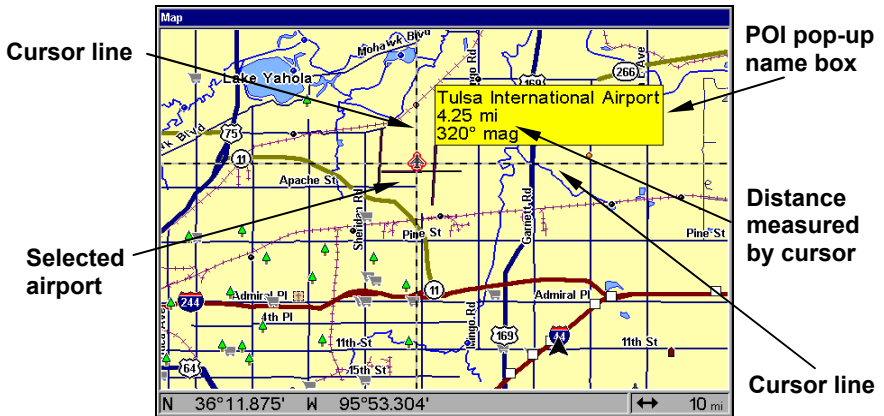 Map
Cursor line
POI pop-up
name box
Mohawk Blvd
Lake Yahola
266
169
Tulsa International Airport
4.25 mi
320° mag
75
11
Apache St
Sheridan Rd
Garnett Rd
Distance
measured
by cursor
Pine St
Pine St
Selected
airport
11
244
Admiral Pl
Admiral Pl
4th Pl
Mingo Rd
169
44
11th St
11th St
64
15th St
Cursor line
N 36°11.875' W 95°53.304'
↔ 10 mi